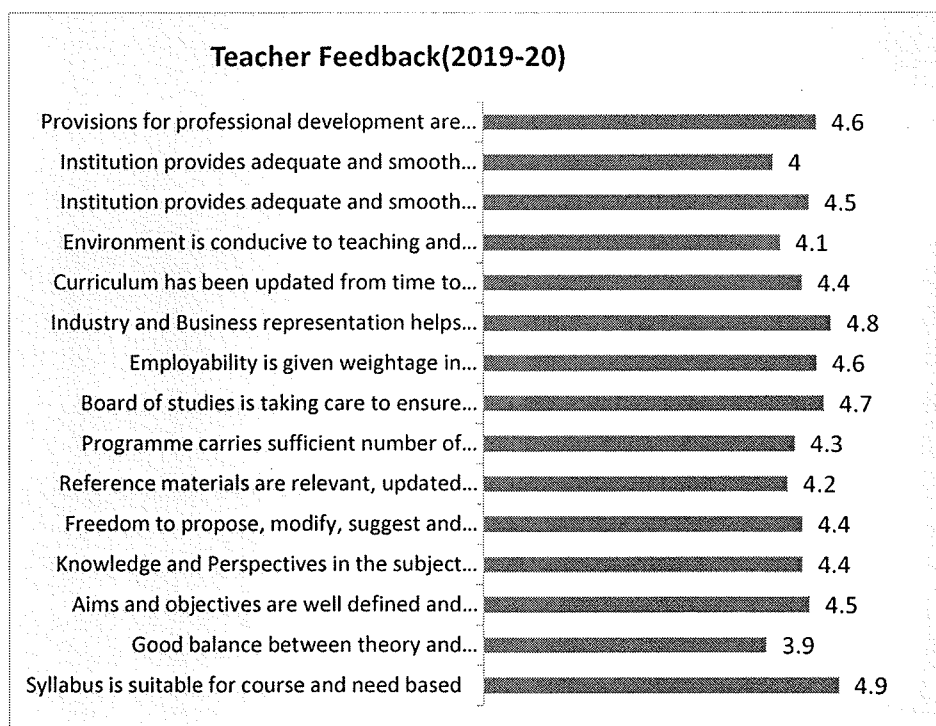 Teacher Feedback(2019-20)
Provisions for professional development are... 4.6
Institution provides adequate and smooth... 4
Institution provides adequate and smooth... 4.5
Environment is conducive to teaching and... 4.1
Curriculum has been updated from time to... 4.4
Industry and Business representation helps... 4.8
Employability is given weightage in... 4.6
Board of studies is taking care to ensure... 4.7
Programme carries sufficient number of... 4.3
Reference materials are relevant, updated... 4.2
Freedom to propose, modify, suggest and... 4.4
Knowledge and Perspectives in the subject... 4.4
Aims and objectives are well defined and... 4.5
Good balance between theory and... 3.9
Syllabus is suitable for course and need based 4.9